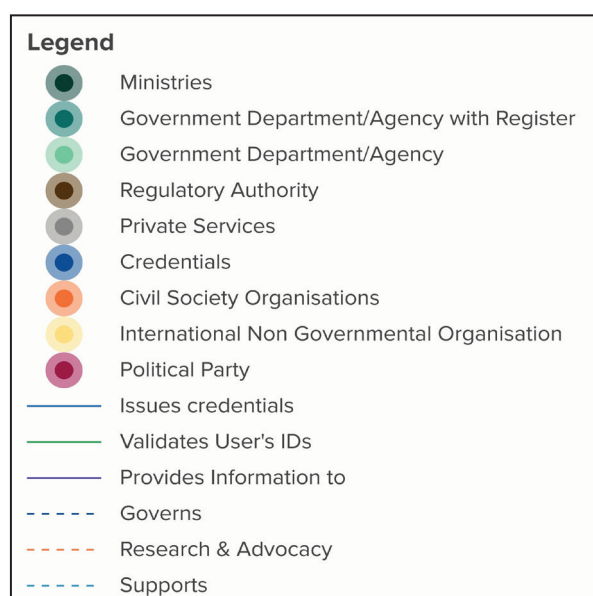 Legend
Ministries
Government Department/Agency with Register
Government Department/Agency
Regulatory Authority
Private Services
Credentials
Civil Society Organisations
International Non Governmental Organisation
Political Party
Issues credentials
Validates User's IDs
Provides Information to
Governs
Research & Advocacy
Supports